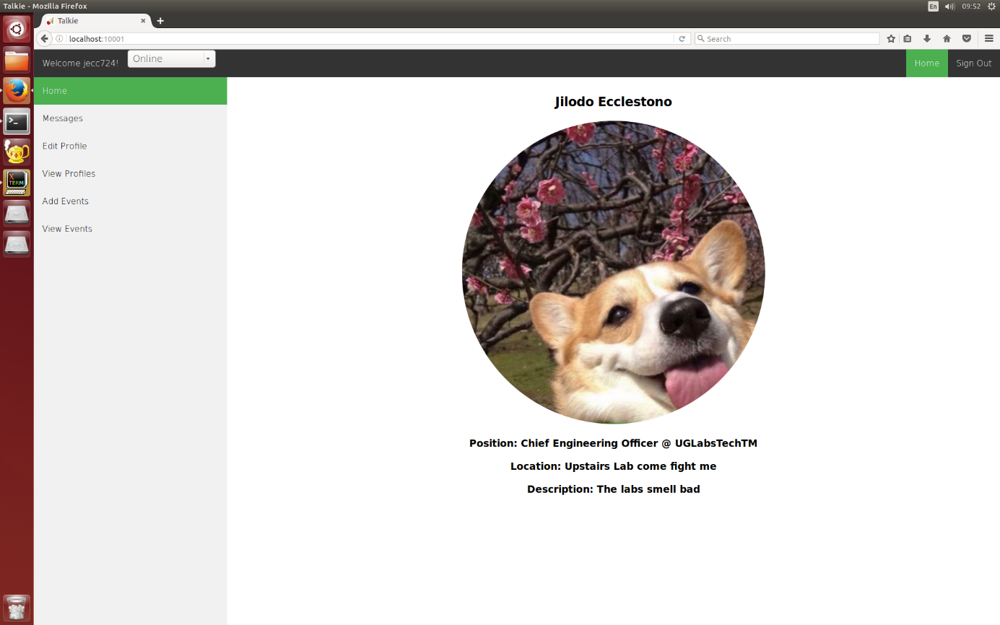 Talkie - Mozilla Firefox
En
09:52
Talkie
localhost:10001
Search
Welcome jecc724!
Online
Home
Sign Out
Home
Messages
Edit Profile
View Profiles
Add Events
View Events
Jilodo Ecclestono
Position: Chief Engineering Officer @ UGLabsTechTM
Location: Upstairs Lab come fight me
Description: The labs smell bad
X
TERM